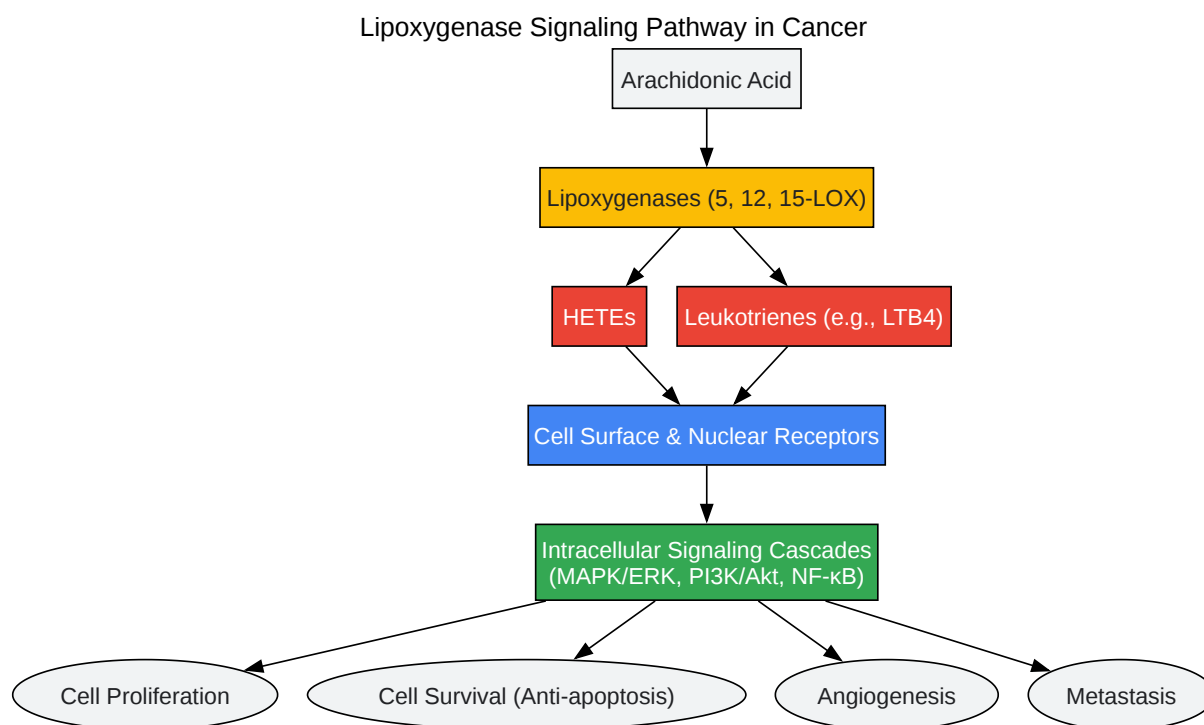 Lipoxygenase Signaling Pathway in Cancer
Arachidonic Acid
Lipoxygenases (5, 12, 15-LOX)
HETEs
Leukotrienes (e.g., LTB4)
Cell Surface & Nuclear Receptors
Intracellular Signaling Cascades
(MAPK/ERK, PI3K/Akt, NF-κB)
Cell Proliferation
Cell Survival (Anti-apoptosis)
Angiogenesis
Metastasis